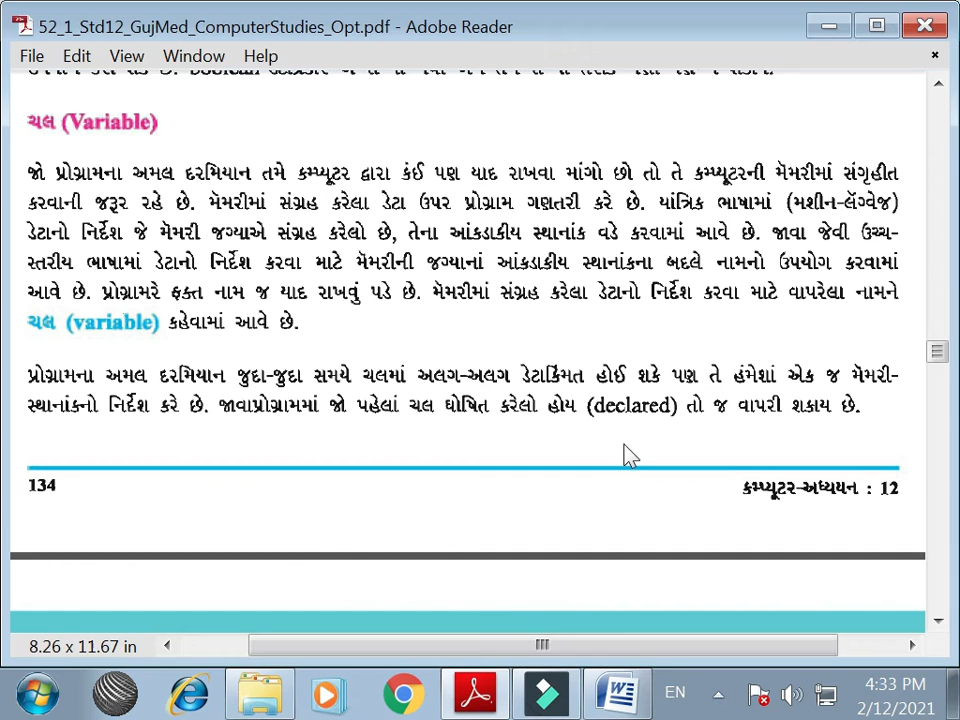 52_1_Std12_GujMed_ComputerStudies_Opt.pdf - Adobe Reader
File Edit View Window Help
ચલ (Variable)
જો પ્રોગ્રામના અમલ દરમિયાન તમે કમ્પ્યૂટર દ્વારા કંઈ પણ યાદ રાખવા માંગો છો તો તે કમ્પ્યૂટરની મૅમરીમાં સંગૃહીત
કરવાની જરૂર રહે છે. મૅમરીમાં સંગ્રહ કરેલા ડેટા ઉપર પ્રોગ્રામ ગણતરી કરે છે. યાંત્રિક ભાષામાં (મશીન-લૅંગ્વેજ)
ડેટાનો નિર્દેશ જે મૅમરી જગ્યાએ સંગ્રહ કરેલો છે, તેના આંકડાકીય સ્થાનાંક વડે કરવામાં આવે છે. જાવા જેવી ઉચ્ચ-
સ્તરીય ભાષામાં ડેટાનો નિર્દેશ કરવા માટે મૅમરીની જગ્યાનાં આંકડાકીય સ્થાનાંકના બદલે નામનો ઉપયોગ કરવામાં
આવે છે. પ્રોગ્રામરે ફક્ત નામ જ યાદ રાખવું પડે છે. મૅમરીમાં સંગ્રહ કરેલા ડેટાનો નિર્દેશ કરવા માટે વાપરેલા નામને
ચલ (variable) કહેવામાં આવે છે.
પ્રોગ્રામના અમલ દરમિયાન જુદા-જુદા સમયે ચલમાં અલગ-અલગ ડેટાકિંમત હોઈ શકે પણ તે હંમેશાં એક જ મૅમરી-
સ્થાનાંકનો નિર્દેશ કરે છે. જાવાપ્રોગ્રામમાં જો પહેલાં ચલ ઘોષિત કરેલો હોય (declared) તો જ વાપરી શકાય છે.
134
કમ્પ્યૂટર-અધ્યયન : 12
8.26 x 11.67 in
EN
4:33 PM
2/12/2021